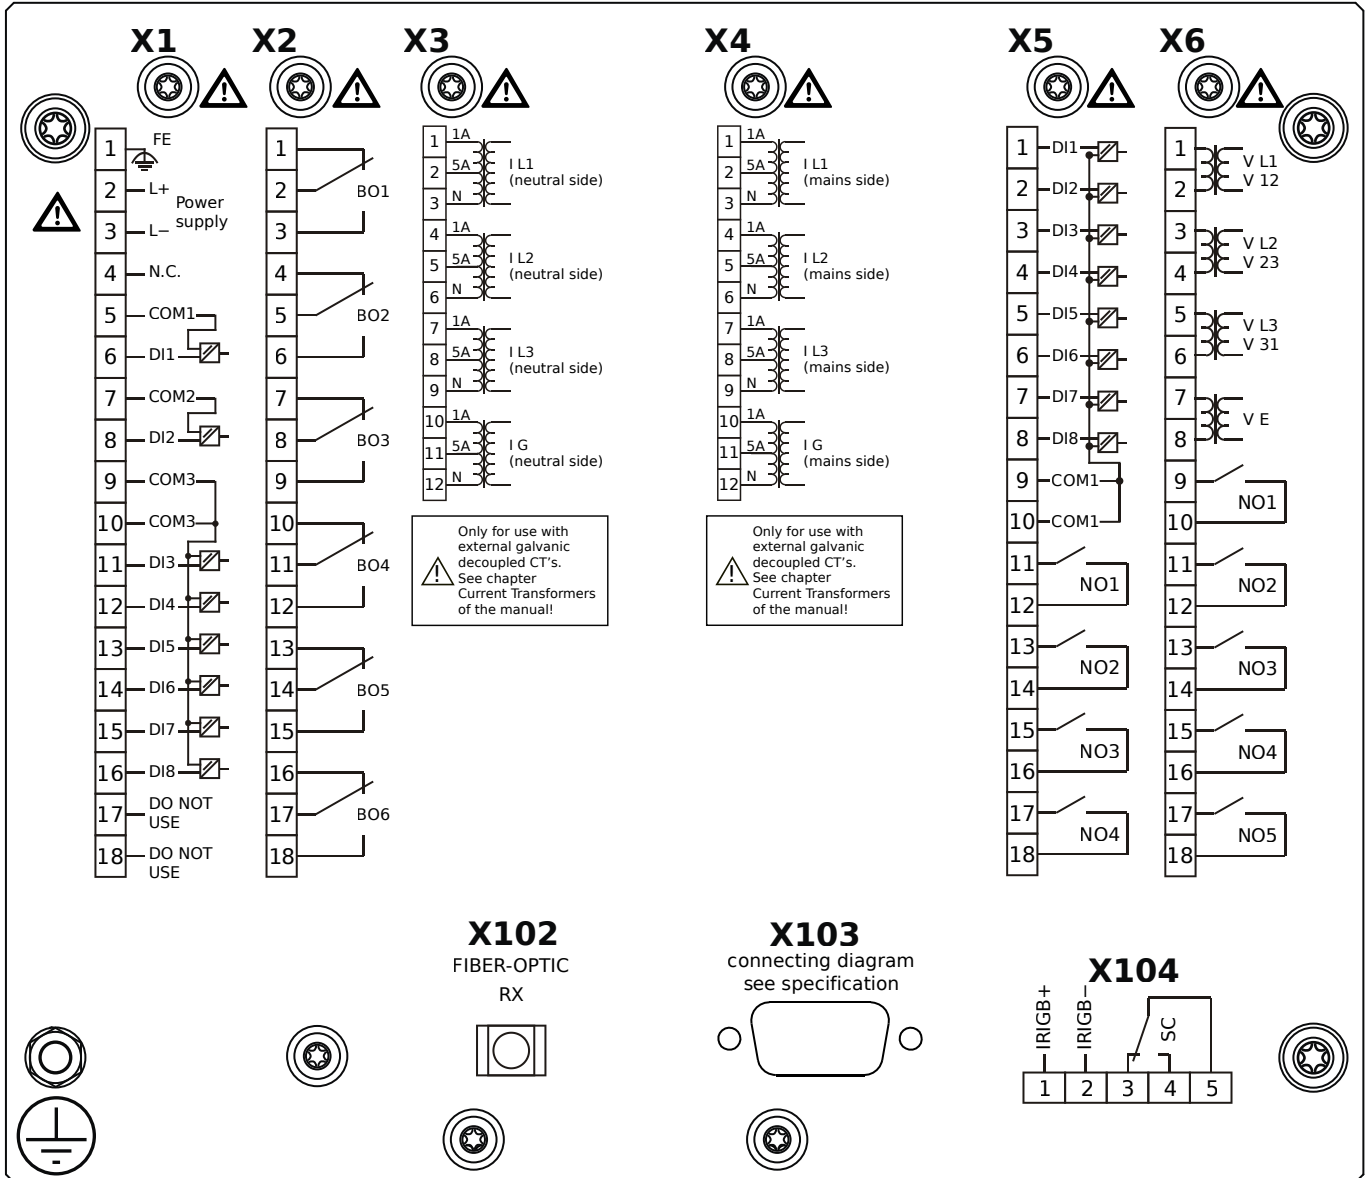 X1
X2
X3
X4
X5
X6
1
FE
2
L+
Power
supply
3
L−
4
N.C.
5
COM1
6
DI1
7
COM2
8
DI2
9
COM3
10
COM3
11
DI3
12
DI4
13
DI5
14
DI6
15
DI7
16
DI8
17
DO NOT
USE
18
DO NOT
USE
1
2
BO1
3
4
5
BO2
6
7
8
BO3
9
10
11
BO4
12
13
14
BO5
15
16
17
BO6
18
1
1A
2
5A
I L1
(neutral side)
3
N
4
1A
5
5A
I L2
(neutral side)
6
N
7
1A
8
5A
I L3
(neutral side)
9
N
10
1A
11
5A
I G
(neutral side)
12
N
Only for use with
external galvanic
decoupled CT's.
See chapter
Current Transformers
of the manual!
1
1A
2
5A
I L1
(mains side)
3
N
4
1A
5
5A
I L2
(mains side)
6
N
7
1A
8
5A
I L3
(mains side)
9
N
10
1A
11
5A
I G
(mains side)
12
N
Only for use with
external galvanic
decoupled CT's.
See chapter
Current Transformers
of the manual!
1
DI1
2
DI2
3
DI3
4
DI4
5
DI5
6
DI6
7
DI7
8
DI8
9
COM1
10
COM1
11
NO1
12
13
NO2
14
15
NO3
16
17
NO4
18
1
V L1
V 12
2
3
V L2
V 23
4
5
V L3
V 31
6
7
V E
8
9
NO1
10
11
NO2
12
13
NO3
14
15
NO4
16
17
NO5
18
X102
FIBER-OPTIC
RX
X103
connecting diagram
see specification
X104
IRIGB+
IRIGB−
SC
1
2
3
4
5